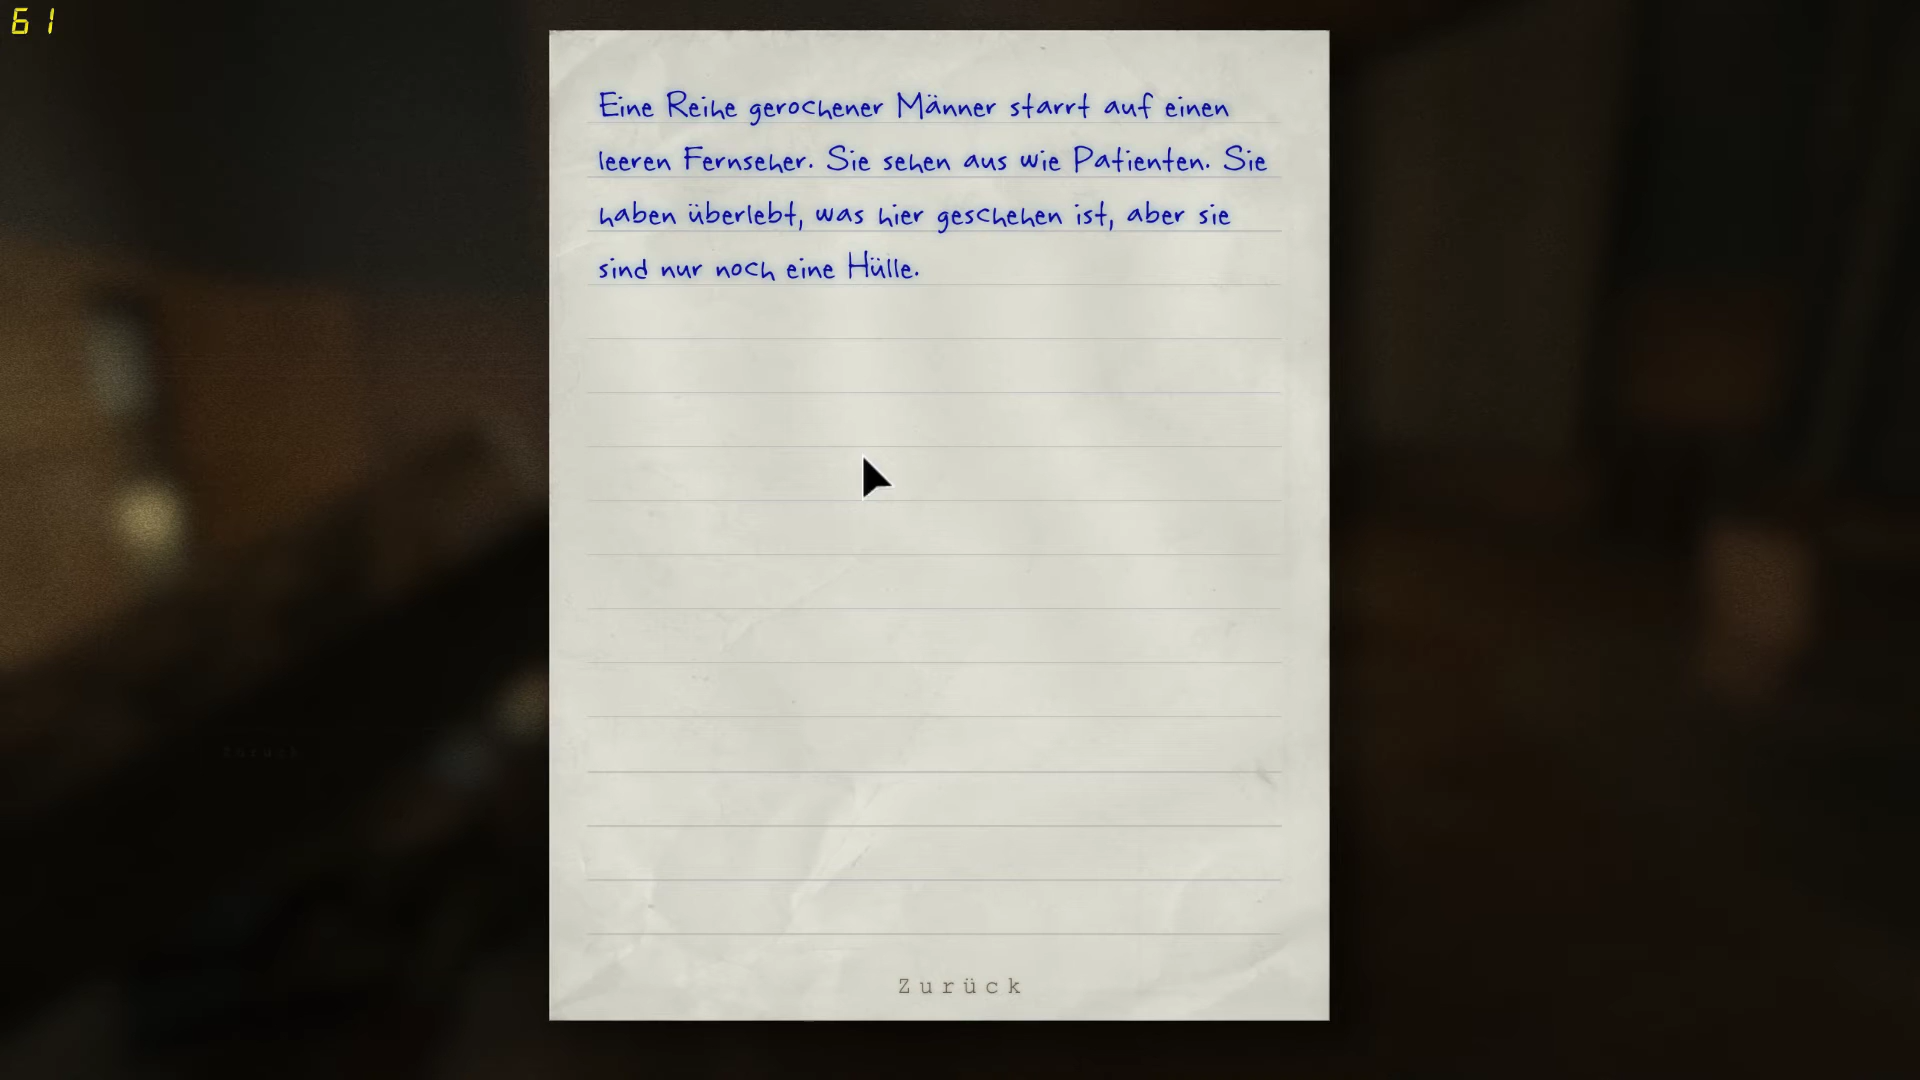 61
Eine Reihe gerochener Männer starrt auf einen
leeren Fernseher. Sie sehen aus wie Patienten. Sie
haben überlebt, was hier geschehen ist, aber sie
sind nur noch eine Hülle.
Zurück
Zurück